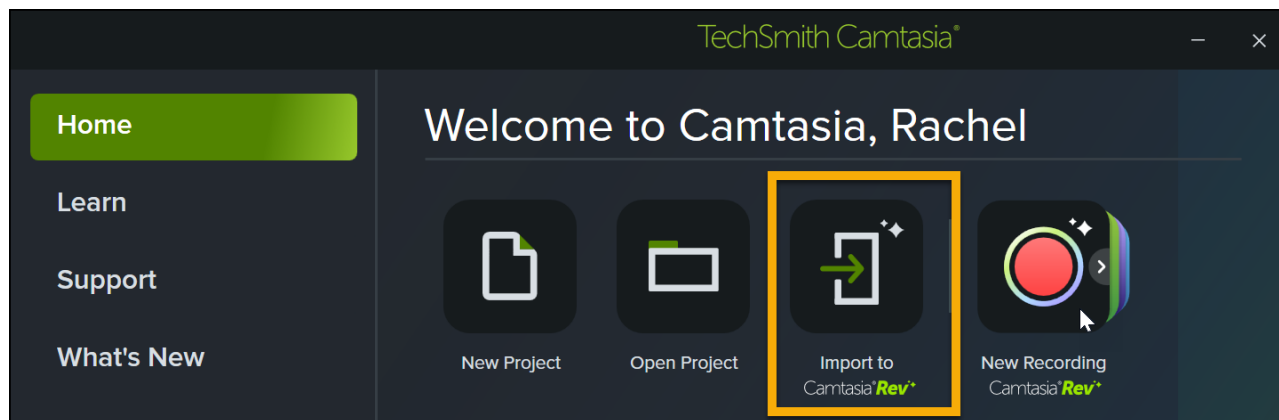 TechSmith Camtasia®
Home
Learn
Support
What's New
Welcome to Camtasia, Rachel
New Project
Open Project
Import to
Camtasia®Rev
New Recording
Camtasia®Rev